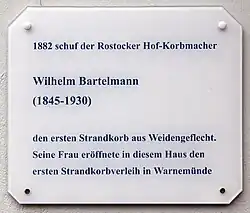 1882 schuf der Rostocker Hof-Korbmacher
Wilhelm Bartelmann
(1845-1930)
den ersten Strandkorb aus Weidengeflecht.
Seine Frau eröffnete in diesem Haus den
ersten Strandkorbverleih in Warnemünde